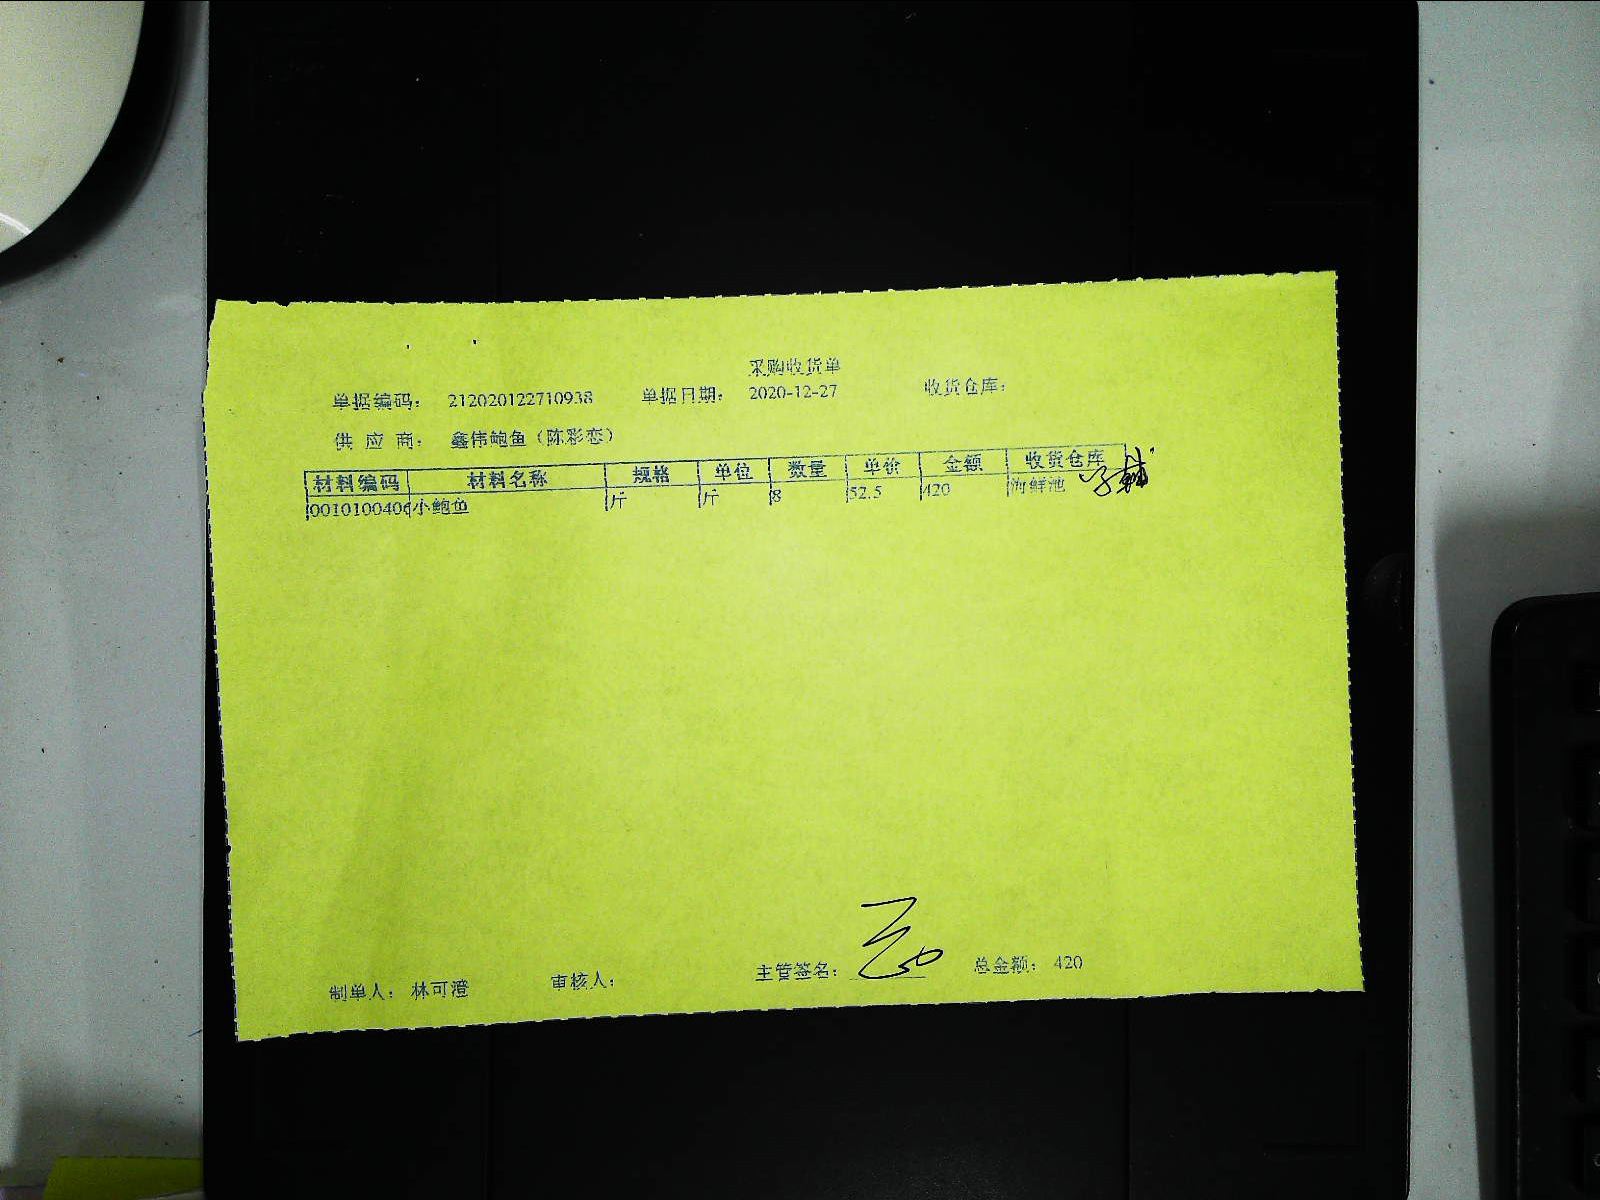 采购收货单
单据编码： 212020122710938 单据日期： 2020-12-27 收货仓库：
供 应 商： 鑫伟鲍鱼（陈彩恋）
材料编码 材料名称 规格 单位 数量 单价 金额 收货仓库
0010100406 小鲍鱼 斤 斤 8 52.5 420 海鲜池
制单人： 林可澄 审核人： 主管签名： 总金额： 420